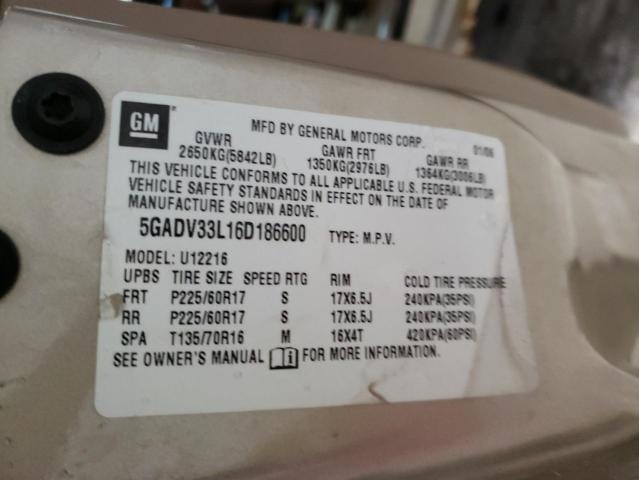 GM
MFD BY GENERAL MOTORS CORP. 01/06
GVWR GAWR FRT GAWR RR
2650KG(5842LB) 1350KG(2976LB) 1364KG(3006LB)
THIS VEHICLE CONFORMS TO ALL APPLICABLE U.S. FEDERAL MOTOR
VEHICLE SAFETY STANDARDS IN EFFECT ON THE DATE OF
MANUFACTURE SHOWN ABOVE.
5GADV33L16D186600 TYPE: M.P.V.
MODEL: U12216
UPBS TIRE SIZE SPEED RTG RIM COLD TIRE PRESSURE
FRT P225/60R17 S 17X6.5J 240KPA(35PSI)
RR P225/60R17 S 17X6.5J 240KPA(35PSI)
SPA T135/70R16 M 16X4T 420KPA(60PSI)
SEE OWNER'S MANUAL FOR MORE INFORMATION.